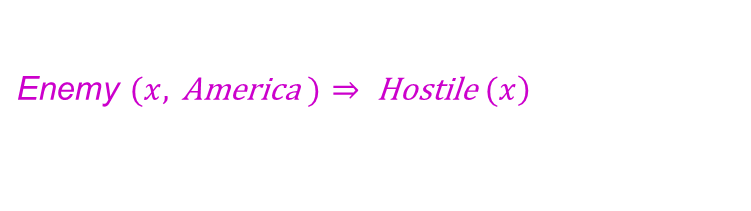 Enemy (x, America) ⇒ Hostile (x)